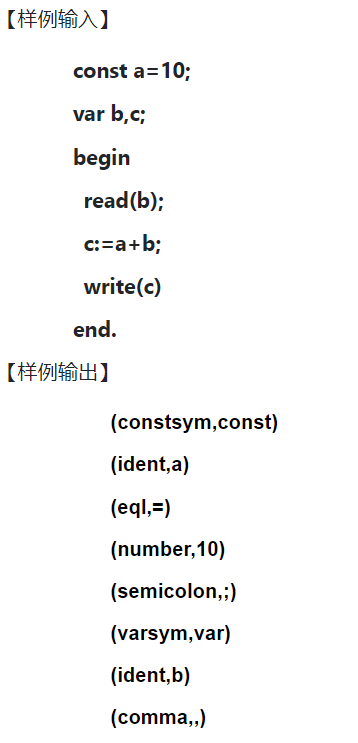 【样例输入】
const a=10;
var b,c;
begin
read(b);
c:=a+b;
write(c)
end.
【样例输出】
(constsym,const)
(ident,a)
(eql,=)
(number,10)
(semicolon,;)
(varsym,var)
(ident,b)
(comma,,)